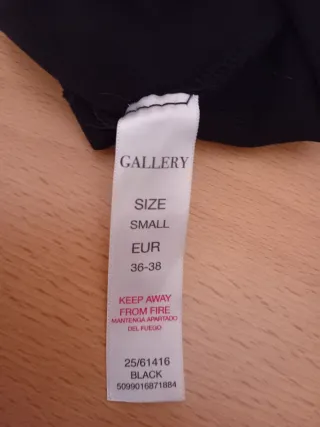 GALLERY
SIZE
SMALL
EUR
36-38
KEEP AWAY
FROM FIRE
MANTENGA APARTADO
DEL FUEGO
25/61416
BLACK
5099016871884